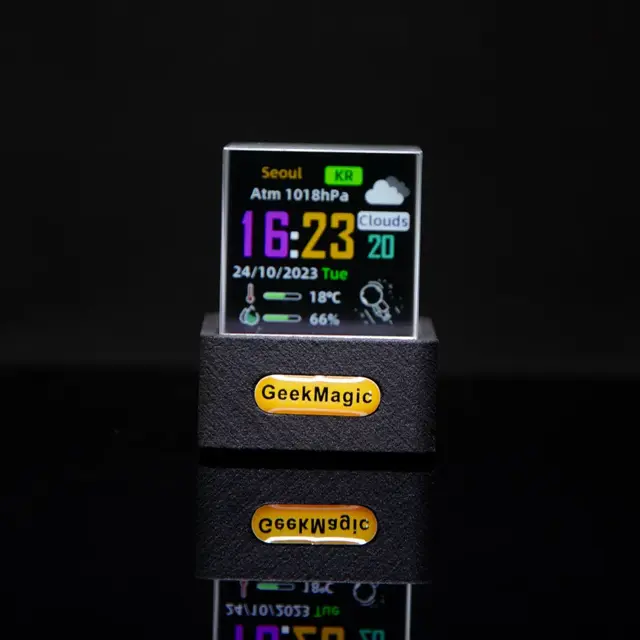 Seoul KR
Atm 1018hPa
16:23 Clouds
20
24/10/2023 Tue
18℃
66%
GeekMagic